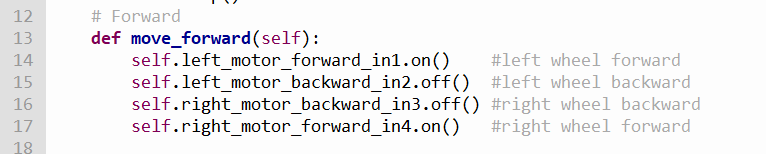 12 # Forward
13 def move_forward(self):
14 self.left_motor_forward_in1.on() #left wheel forward
15 self.left_motor_backward_in2.off() #left wheel backward
16 self.right_motor_backward_in3.off() #right wheel backward
17 self.right_motor_forward_in4.on() #right wheel forward
18